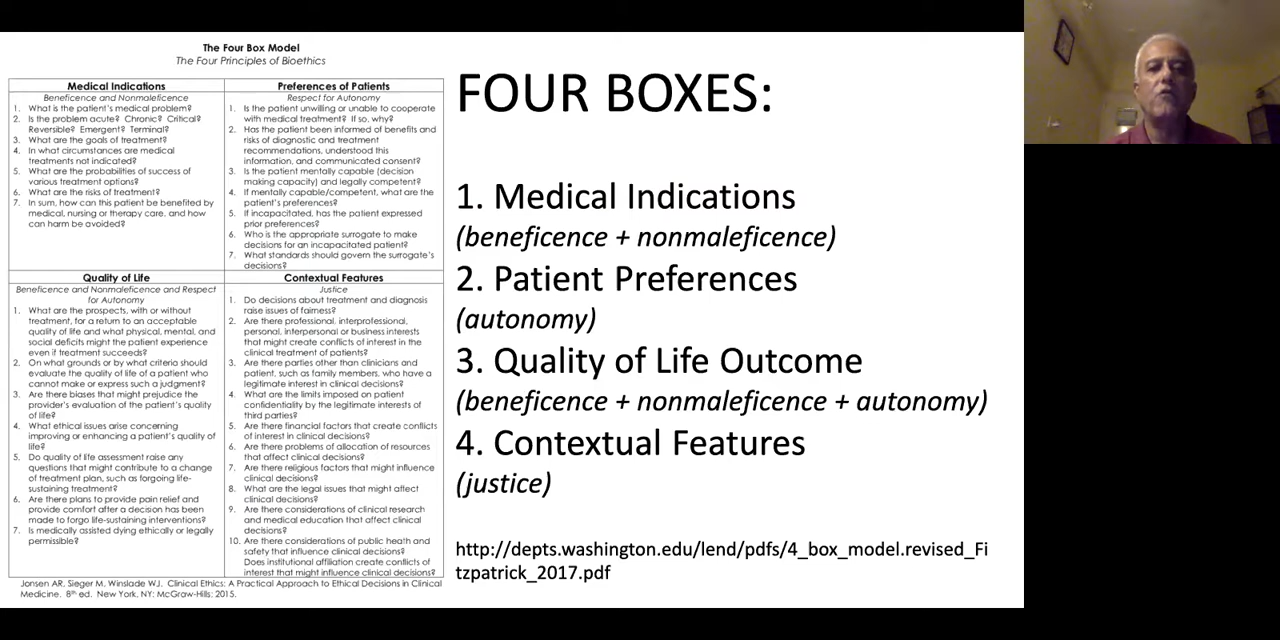 The Four Box Model
The Four Principles of Bioethics
Medical Indications
Beneficence and Nonmaleficence
1. What is the patient's medical problem?
2. Is the problem acute? Chronic? Critical?
Reversible? Emergent? Terminal?
3. What are the goals of treatment?
4. In what circumstances are medical
treatments not indicated?
5. What are the probabilities of success of
various treatment options?
6. What are the risks of treatment?
7. In sum, how can this patient be benefited by
medical, nursing or therapy care, and how
can harm be avoided?
Preferences of Patients
Respect for Autonomy
1. Is the patient unwilling or unable to cooperate
with medical treatment? If so, why?
2. Has the patient been informed of benefits and
risks of diagnostic and treatment
recommendations, understood this
information, and communicated consent?
3. Is the patient mentally capable (decision
making capacity) and legally competent?
4. If mentally capable/competent, what are the
patient's preferences?
5. If incapacitated, has the patient expressed
prior preferences?
6. Who is the appropriate surrogate to make
decisions for an incapacitated patient?
7. What standards should govern the surrogate's
decisions?
Quality of Life
Beneficence and Nonmaleficence and Respect
for Autonomy
1. What are the prospects, with or without
treatment, for a return to an acceptable
quality of life and what physical, mental, and
social deficits might the patient experience
even if treatment succeeds?
2. On what grounds or by what criteria should
evaluate the quality of life of a patient who
cannot make or express such a judgment?
3. Are there biases that might prejudice the
provider's evaluation of the patient's quality
of life?
4. What ethical issues arise concerning
improving or enhancing a patient's quality of
life?
5. Do quality of life assessment raise any
questions that might contribute to a change
of treatment plan, such as forgoing life-
sustaining treatment?
6. Are there plans to provide pain relief and
provide comfort after a decision has been
made to forgo life-sustaining interventions?
7. Is medically assisted dying ethically or legally
permissible?
Contextual Features
Justice
1. Do decisions about treatment and diagnosis
raise issues of fairness?
2. Are there professional, interprofessional,
personal, interpersonal or business interests
that might create conflicts of interest in the
clinical treatment of patients?
3. Are there parties other than clinicians and
patient, such as family members, who have a
legitimate interest in clinical decisions?
4. What are the limits imposed on patient
confidentiality by the legitimate interests of
third parties?
5. Are there financial factors that create conflicts
of interest in clinical decisions?
6. Are there problems of allocation of resources
that affect clinical decisions?
7. Are there religious factors that might influence
clinical decisions?
8. What are the legal issues that might affect
clinical decisions?
9. Are there considerations of clinical research
and medical education that affect clinical
decisions?
10. Are there considerations of public heath and
safety that influence clinical decisions?
Does institutional affiliation create conflicts of
interest that might influence clinical decisions?
Jonsen AR, Sieger M, Winslade WJ. Clinical Ethics: A Practical Approach to Ethical Decisions in Clinical
Medicine. 8th ed. New York, NY: McGraw-Hills; 2015.
FOUR BOXES:
1. Medical Indications
(beneficence + nonmaleficence)
2. Patient Preferences
(autonomy)
3. Quality of Life Outcome
(beneficence + nonmaleficence + autonomy)
4. Contextual Features
(justice)
http://depts.washington.edu/lend/pdfs/4_box_model.revised_Fi
tzpatrick_2017.pdf